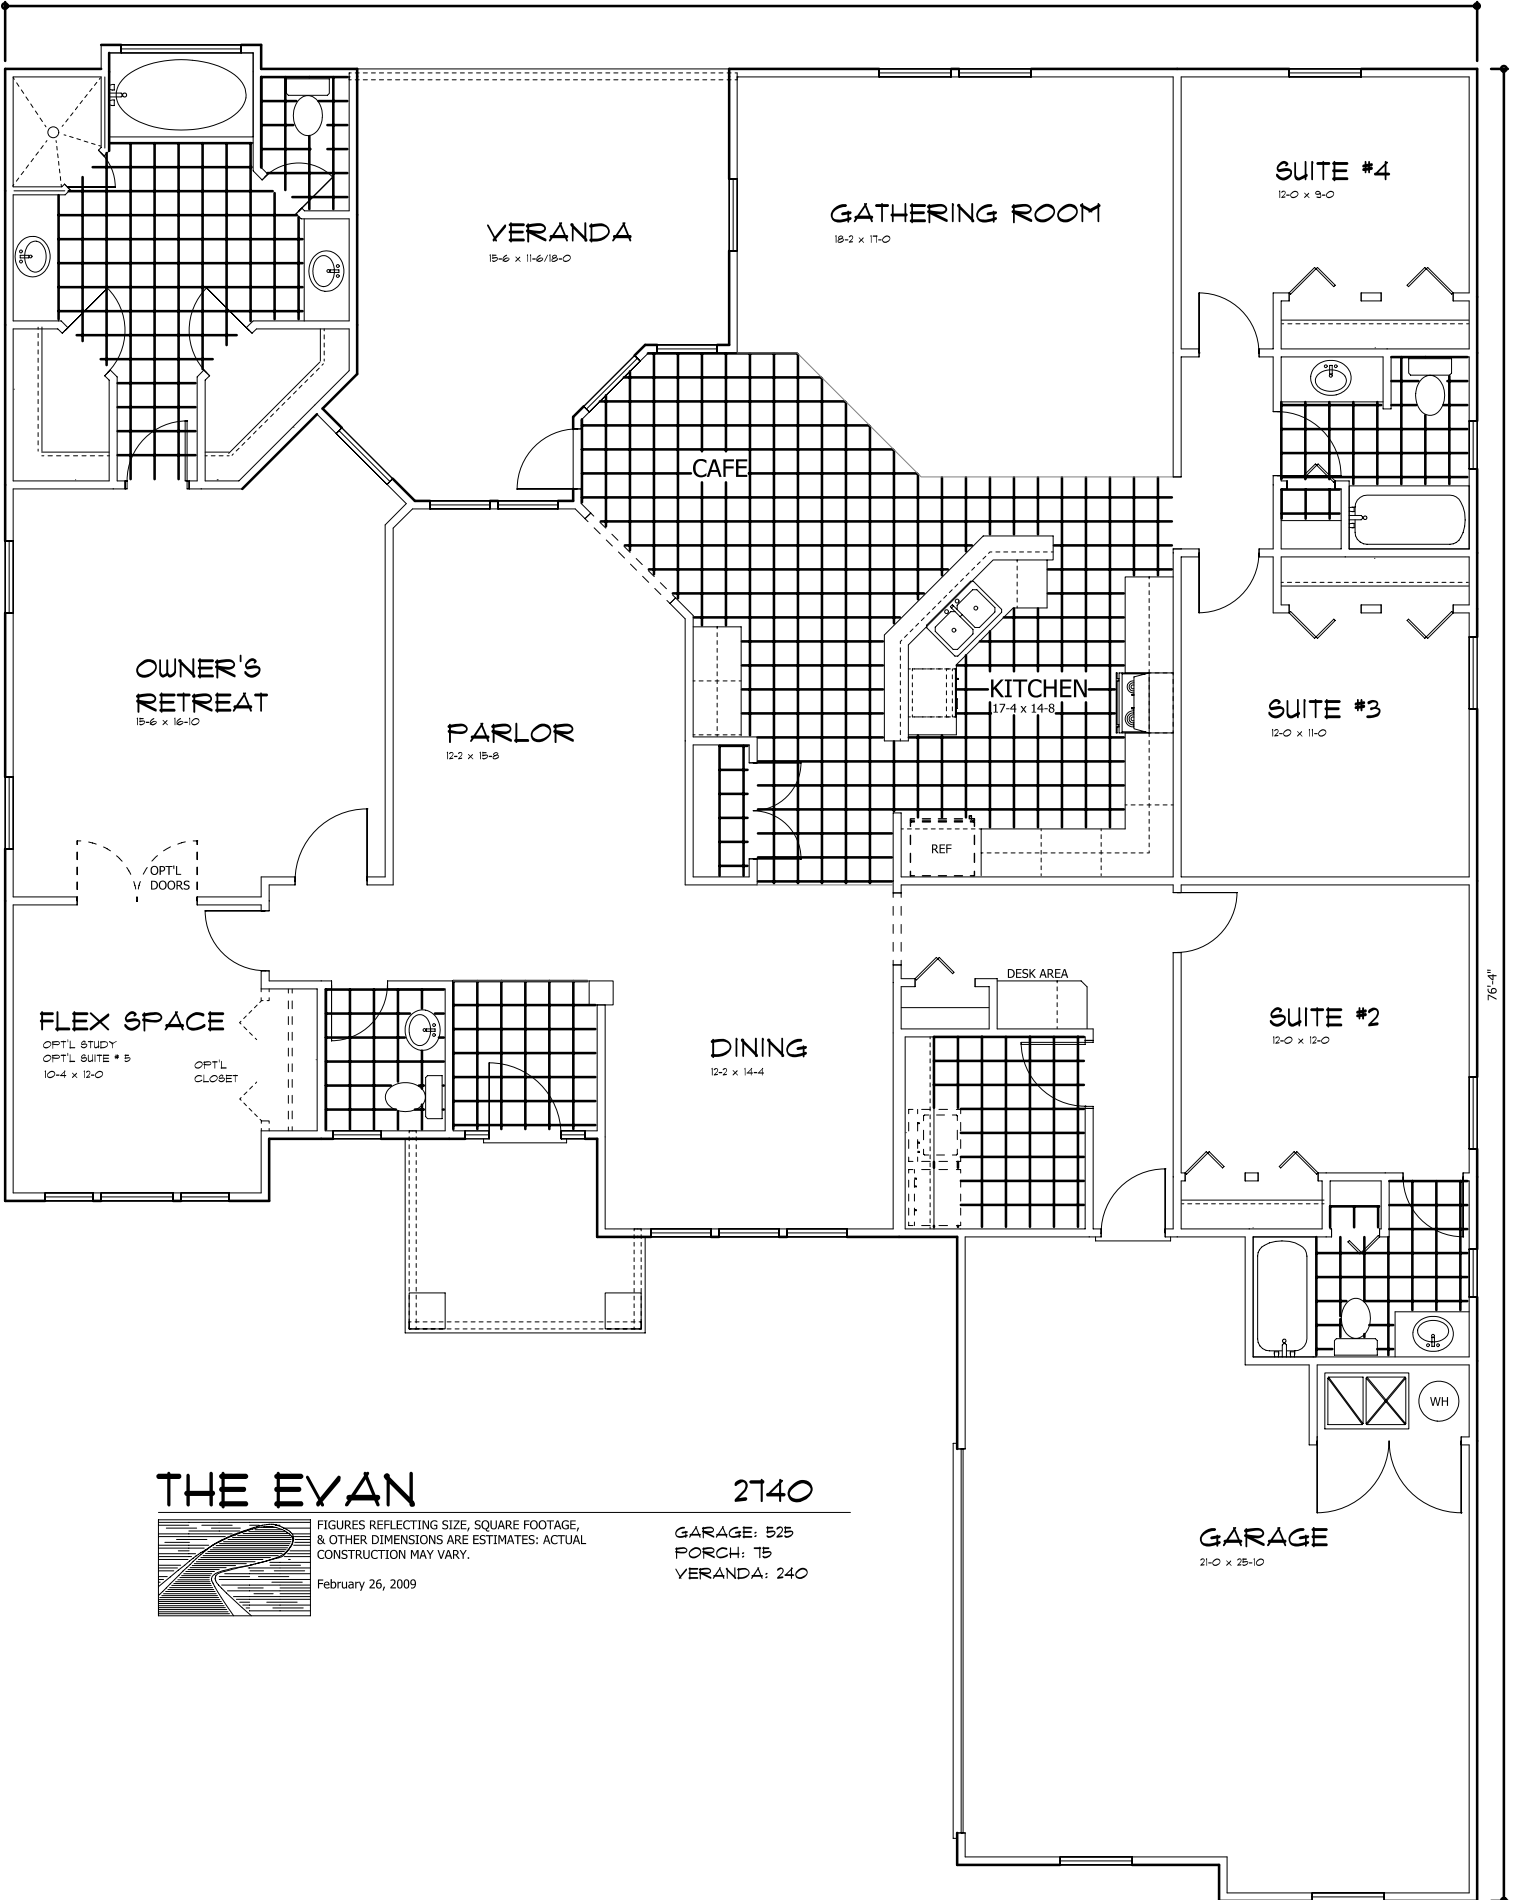 SUITE #4
12-0 x 9-0
GATHERING ROOM
18-2 x 17-0
VERANDA
15-6 x 11-6/18-0
CAFE
OWNER'S
RETREAT
15-6 x 16-10
KITCHEN
17-4 x 14-8
SUITE #3
12-0 x 11-0
PARLOR
12-2 x 15-8
REF
OPT'L
DOORS
DESK AREA
76'-4"
FLEX SPACE
OPT'L STUDY
OPT'L SUITE # 5
10-4 x 12-0
OPT'L
CLOSET
DINING
12-2 x 14-4
SUITE #2
12-0 x 12-0
WH
THE EVAN
2740
FIGURES REFLECTING SIZE, SQUARE FOOTAGE,
& OTHER DIMENSIONS ARE ESTIMATES: ACTUAL
CONSTRUCTION MAY VARY.
February 26, 2009
GARAGE: 525
PORCH: 75
VERANDA: 240
GARAGE
21-0 x 25-10